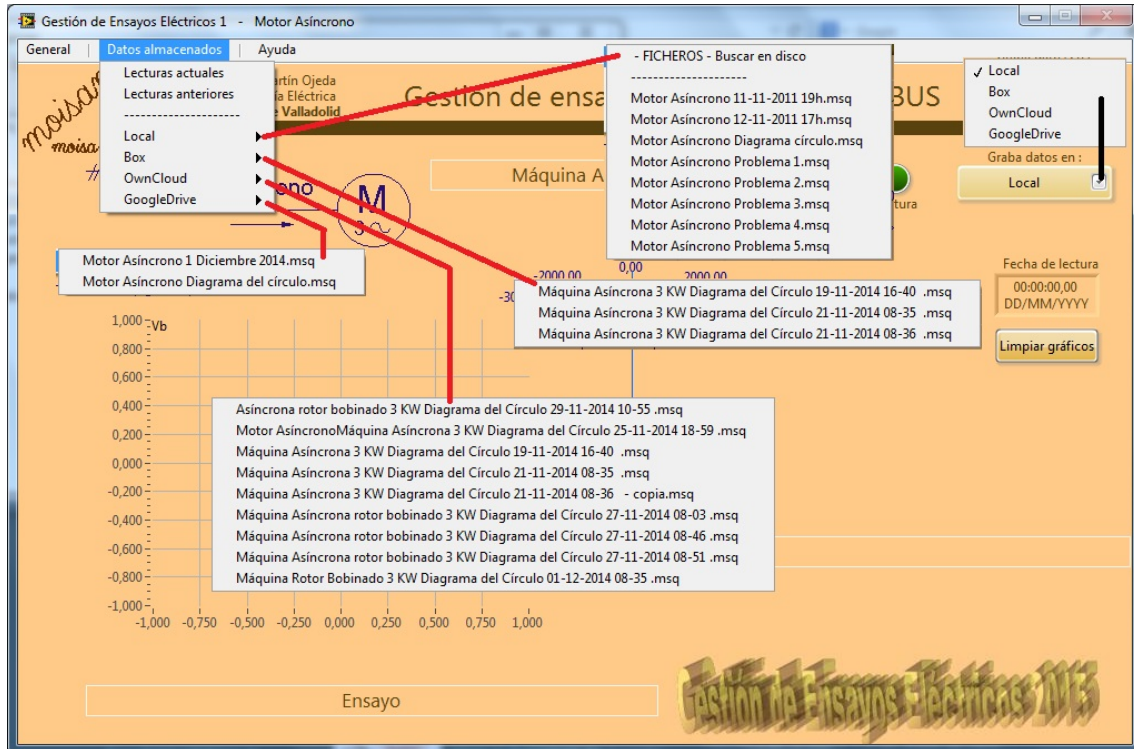 Gestión de Ensayos Eléctricos 1 - Motor Asíncrono
General | Datos almacenados | Ayuda
Lecturas actuales
Lecturas anteriores
--------------------
Local
Box
OwnCloud
GoogleDrive
moisan
moisa
artín Ojeda
ía Eléctrica
e Valladolid
Gestión de ensa
BUS
- FICHEROS - Buscar en disco
--------------------
Motor Asíncrono 11-11-2011 19h.msq
Motor Asíncrono 12-11-2011 17h.msq
Motor Asíncrono Diagrama círculo.msq
Motor Asíncrono Problema 1.msq
Motor Asíncrono Problema 2.msq
Motor Asíncrono Problema 3.msq
Motor Asíncrono Problema 4.msq
Motor Asíncrono Problema 5.msq
✓ Local
Box
OwnCloud
GoogleDrive
Graba datos en :
Local
Máquina A
tura
ono
M
3
Motor Asíncrono 1 Diciembre 2014.msq
Motor Asíncrono Diagrama del círculo.msq
-2000,00
0,00
2000,00
-30
Máquina Asíncrona 3 KW Diagrama del Círculo 19-11-2014 16-40 .msq
Máquina Asíncrona 3 KW Diagrama del Círculo 21-11-2014 08-35 .msq
Máquina Asíncrona 3 KW Diagrama del Círculo 21-11-2014 08-36 .msq
Fecha de lectura
00:00:00,00
DD/MM/YYYY
Limpiar gráficos
Vb
1,000
0,800
0,600
0,400
0,200
0,000
-0,200
-0,400
-0,600
-0,800
-1,000
-1,000 -0,750 -0,500 -0,250 0,000 0,250 0,500 0,750 1,000
Asíncrona rotor bobinado 3 KW Diagrama del Círculo 29-11-2014 10-55 .msq
Motor AsíncronoMáquina Asíncrona 3 KW Diagrama del Círculo 25-11-2014 18-59 .msq
Máquina Asíncrona 3 KW Diagrama del Círculo 19-11-2014 16-40 .msq
Máquina Asíncrona 3 KW Diagrama del Círculo 21-11-2014 08-35 .msq
Máquina Asíncrona 3 KW Diagrama del Círculo 21-11-2014 08-36 - copia.msq
Máquina Asíncrona rotor bobinado 3 KW Diagrama del Círculo 27-11-2014 08-03 .msq
Máquina Asíncrona rotor bobinado 3 KW Diagrama del Círculo 27-11-2014 08-46 .msq
Máquina Asíncrona rotor bobinado 3 KW Diagrama del Círculo 27-11-2014 08-51 .msq
Máquina Rotor Bobinado 3 KW Diagrama del Círculo 01-12-2014 08-35 .msq
Ensayo
Gestión de Ensayos Eléctricos 2013